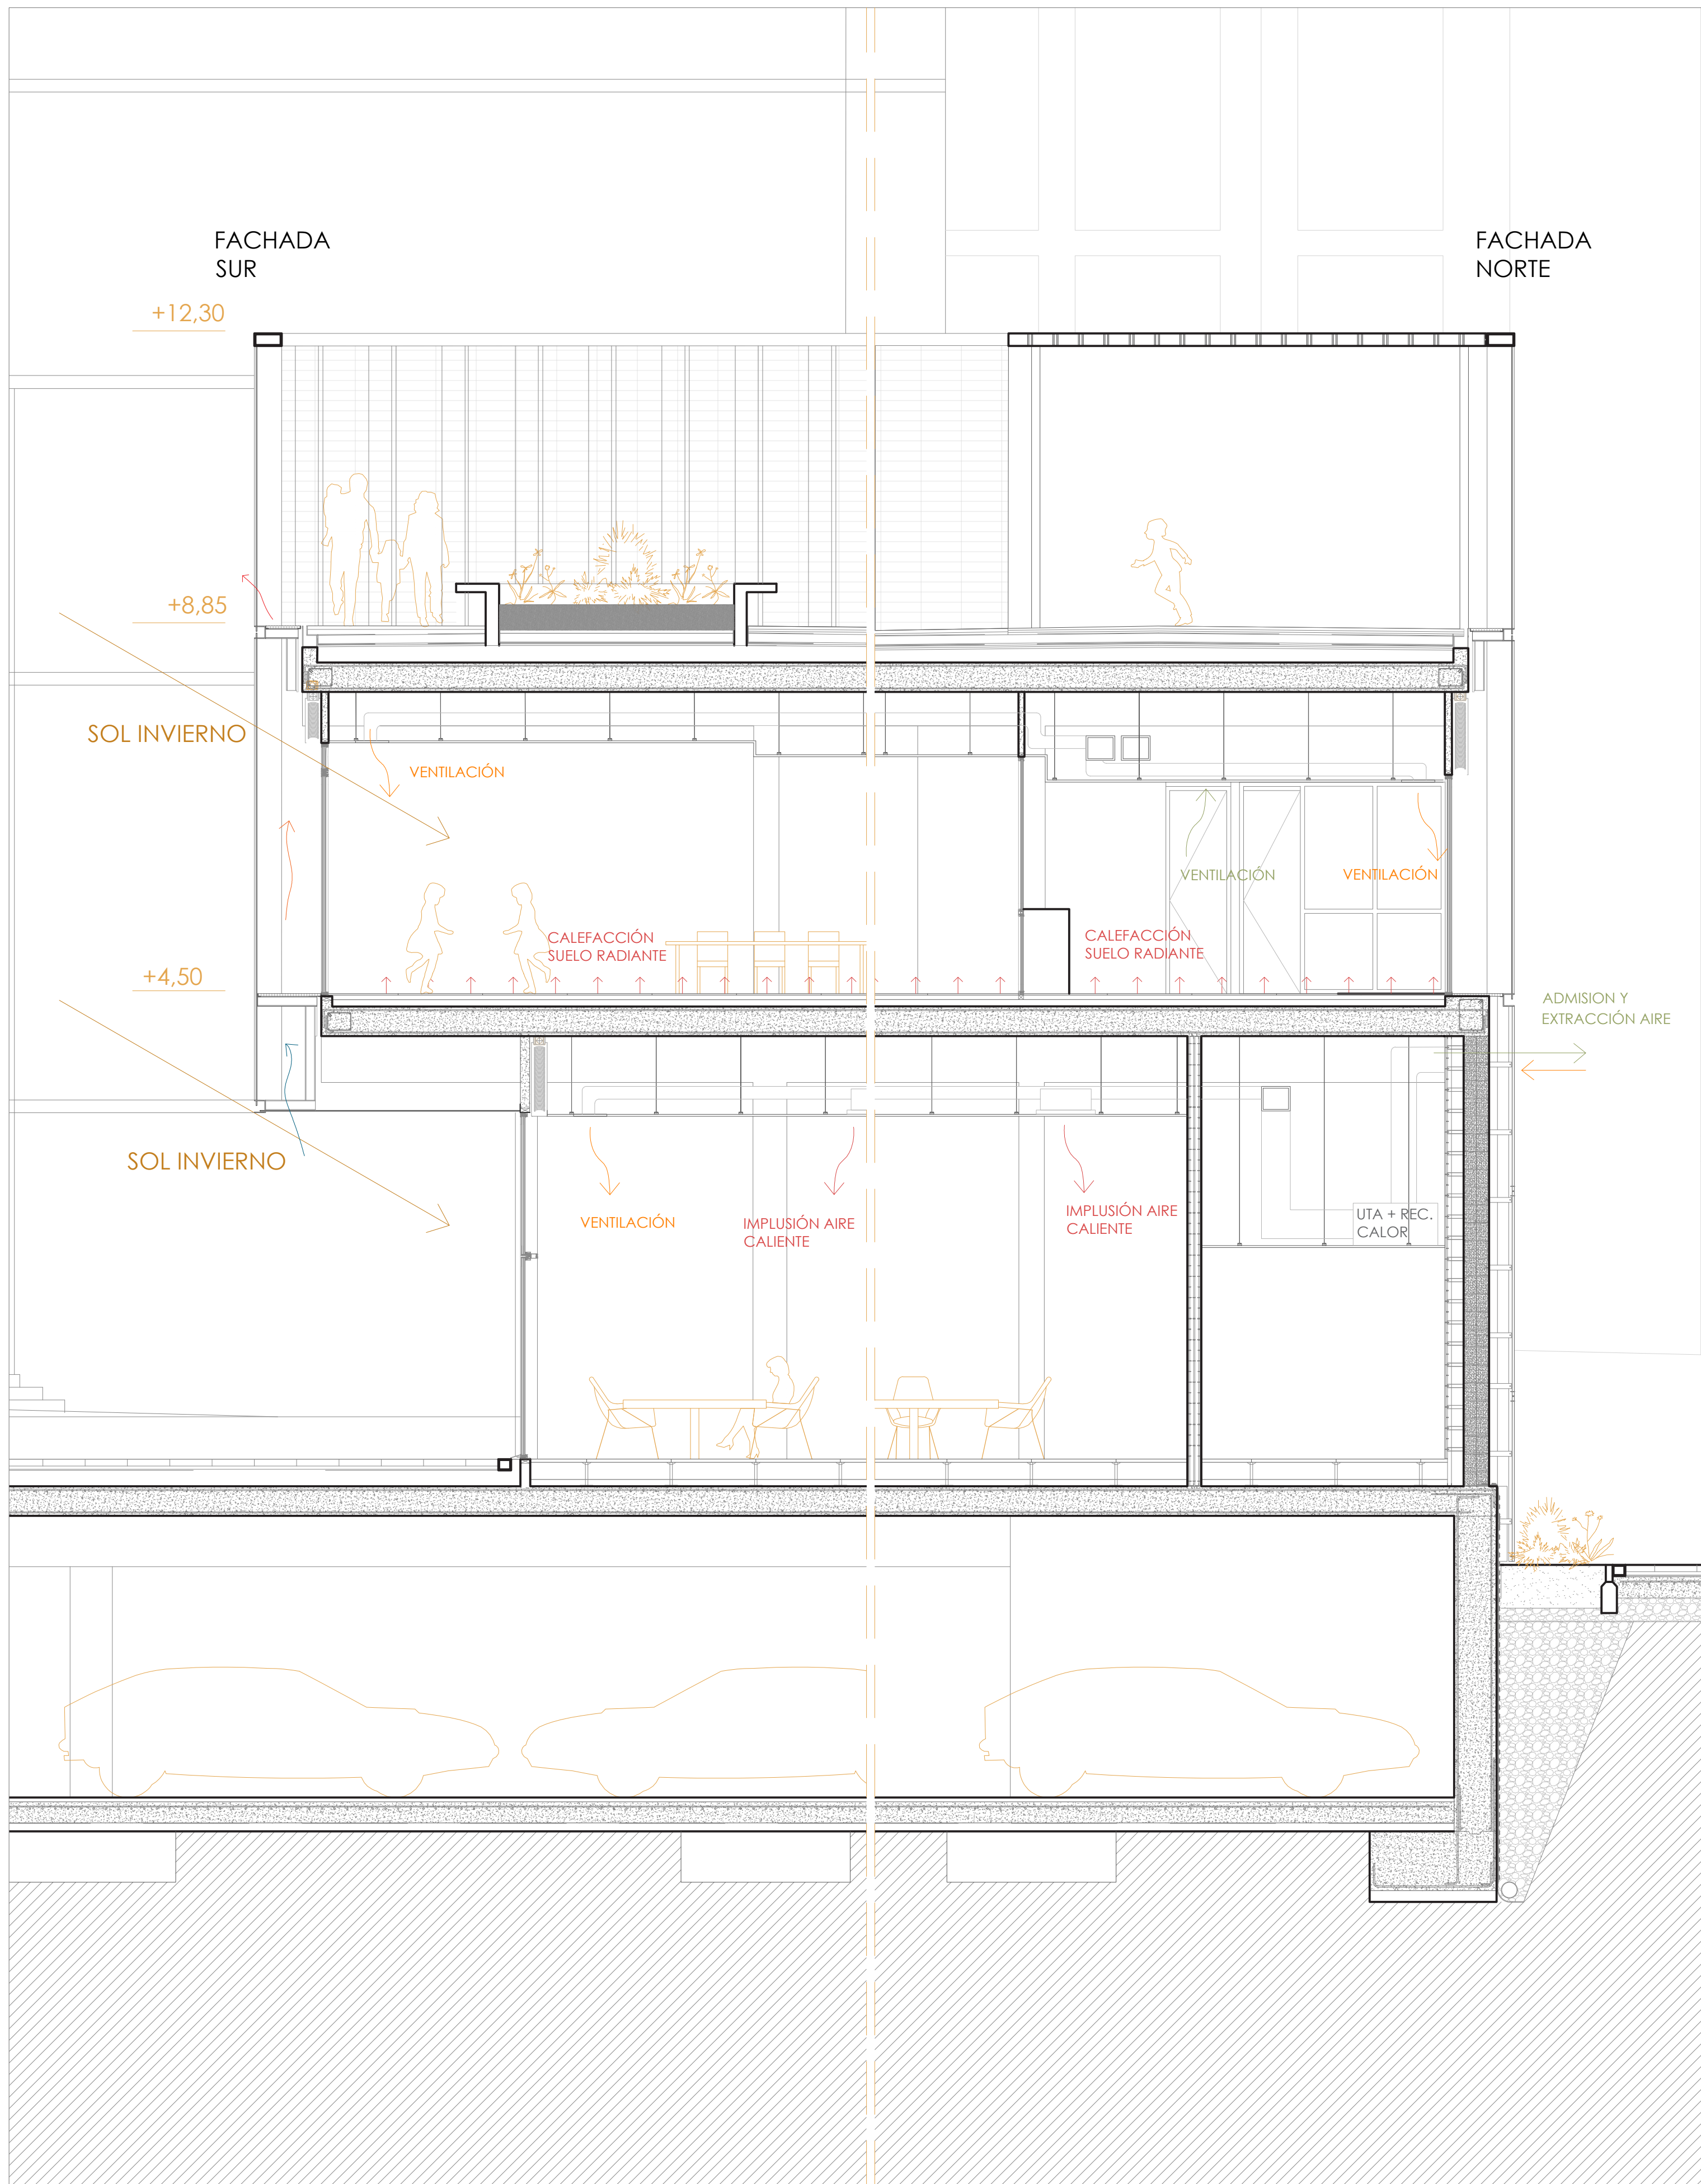 FACHADA
SUR
FACHADA
NORTE
+12,30
+8,85
SOL INVIERNO
VENTILACIÓN
VENTILACIÓN
VENTILACIÓN
CALEFACCIÓN
SUELO RADIANTE
CALEFACCIÓN
SUELO RADIANTE
+4,50
ADMISION Y
EXTRACCIÓN AIRE
SOL INVIERNO
VENTILACIÓN
IMPLUSIÓN AIRE
CALIENTE
IMPLUSIÓN AIRE
CALIENTE
UTA + REC.
CALOR